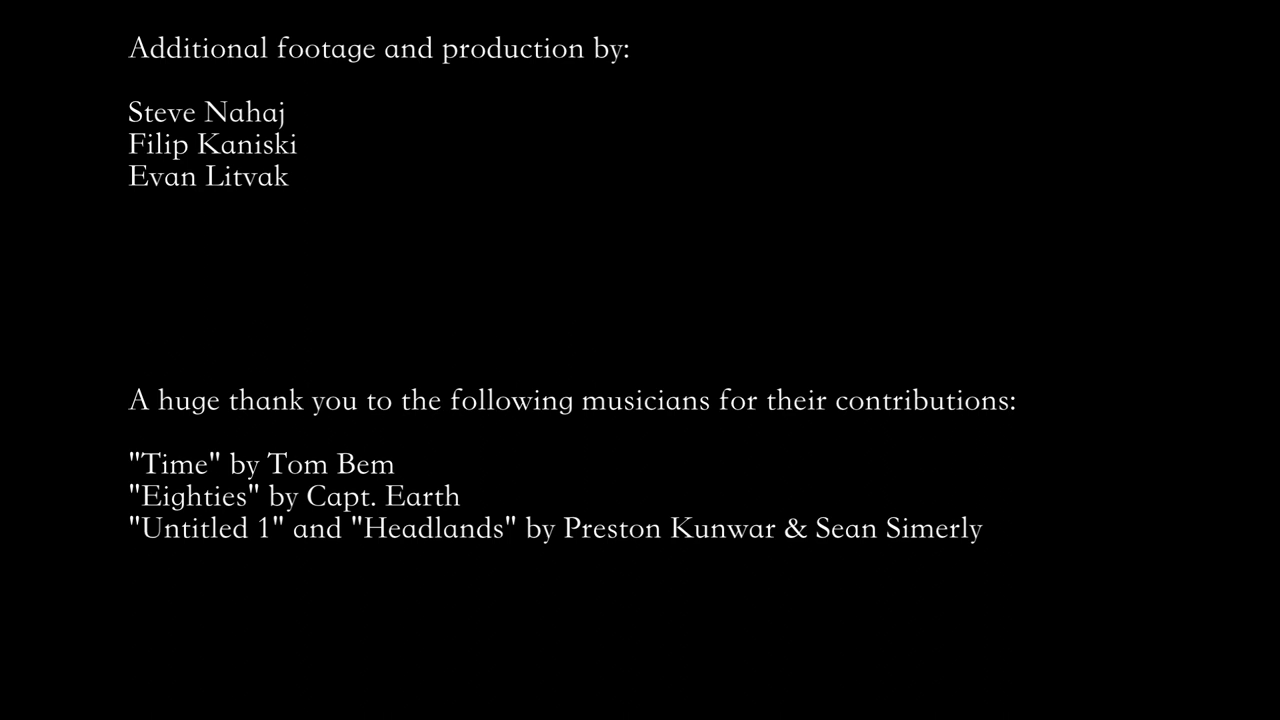 Additional footage and production by:
Steve Nahaj
Filip Kaniski
Evan Litvak
A huge thank you to the following musicians for their contributions:
"Time" by Tom Bem
"Eighties" by Capt. Earth
"Untitled 1" and "Headlands" by Preston Kunwar & Sean Simerly